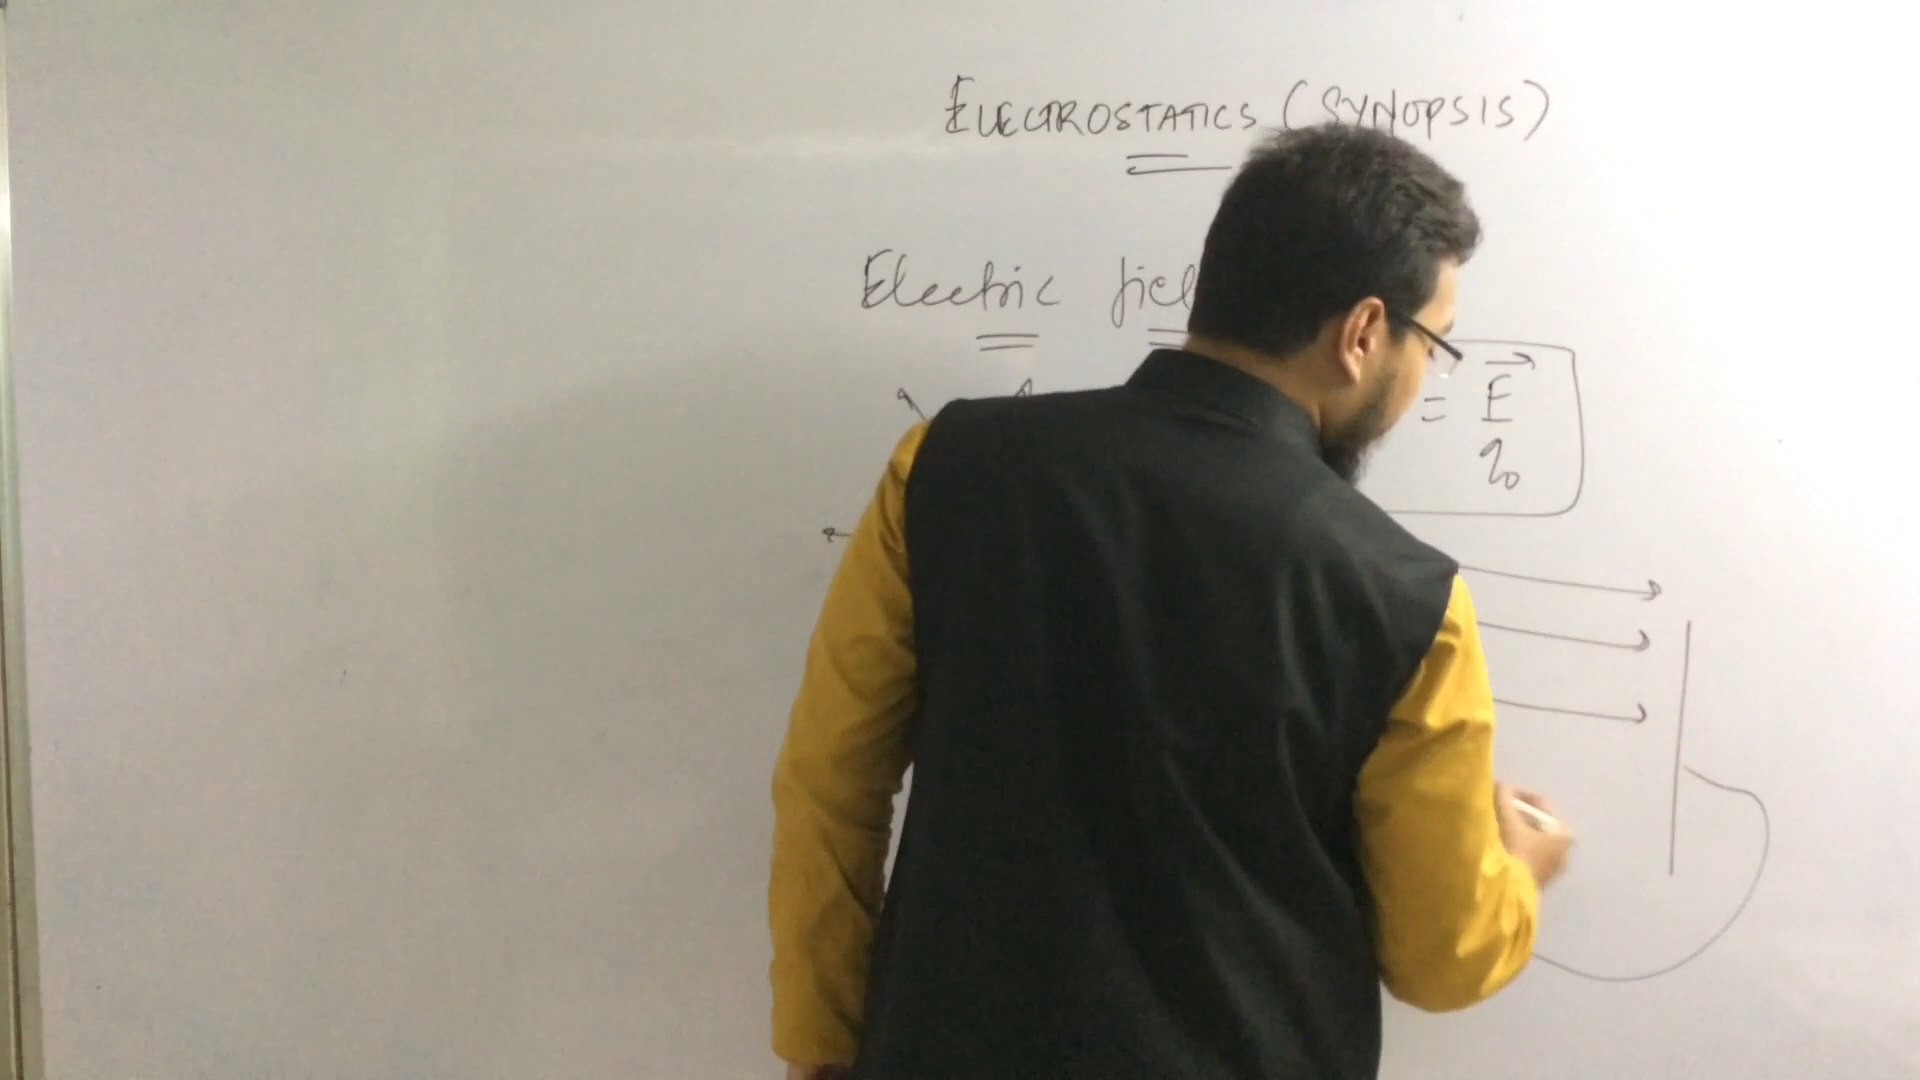 ELECTROSTATICS (SYNOPSIS)
Electric fiel
= E
q₀